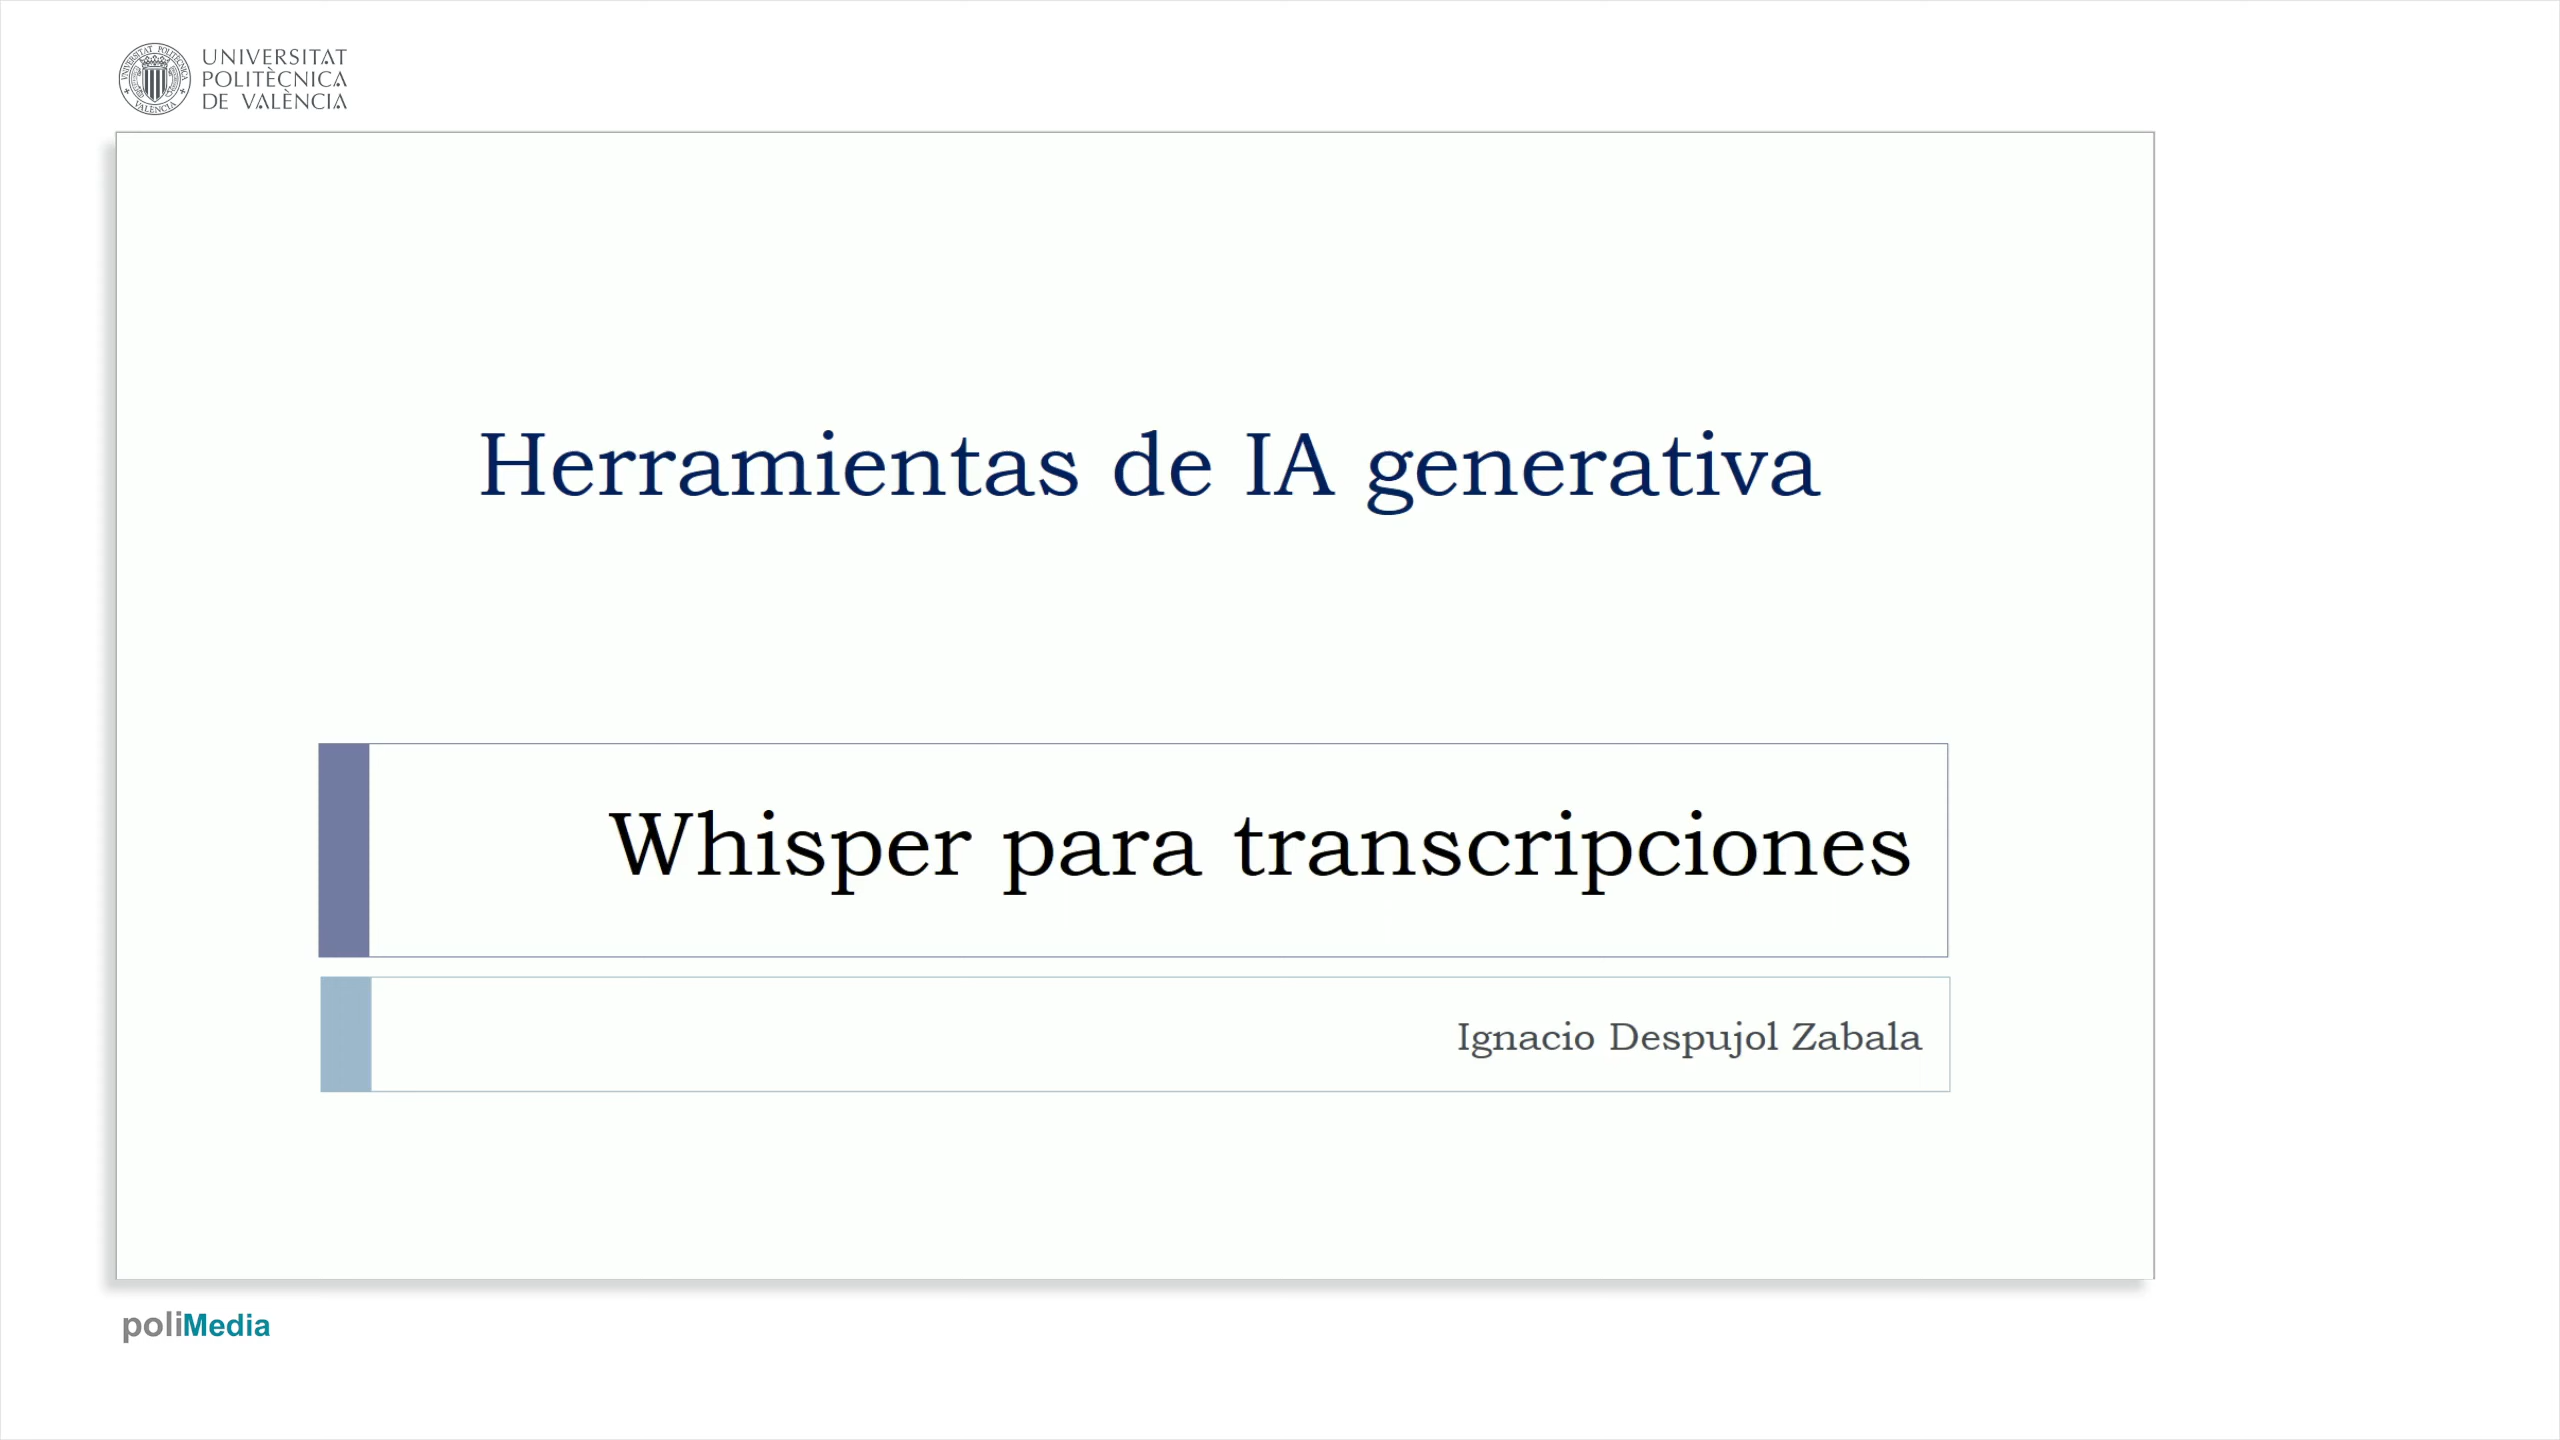 UNIVERSITAT
POLITÈCNICA
DE VALÈNCIA
Herramientas de IA generativa
Whisper para transcripciones
Ignacio Despujol Zabala
poliMedia